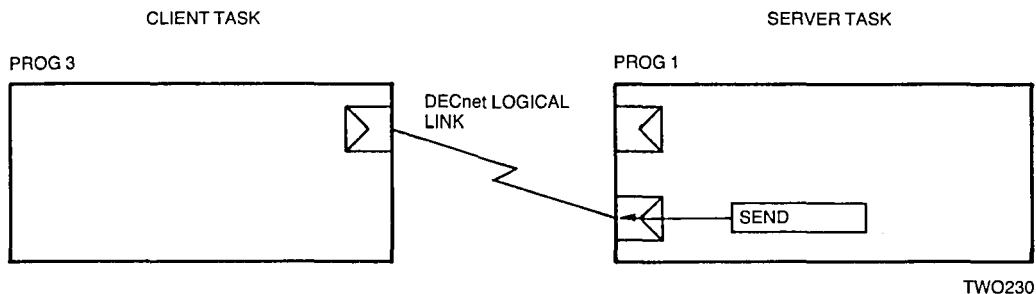 CLIENT TASK
SERVER TASK
PROG 3
PROG 1
DECnet LOGICAL
LINK
SEND
TWO230